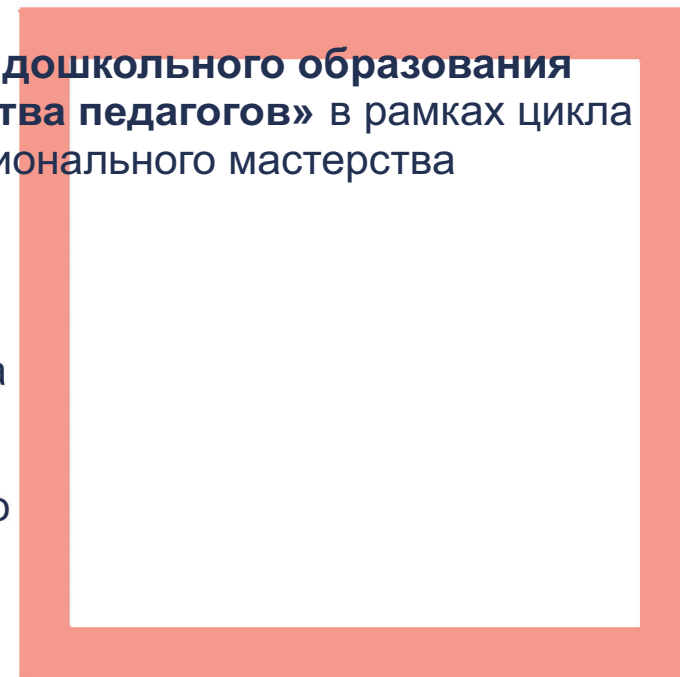 дошкольного образования
тва педагогов» в рамках цикла
ионального мастерства
а
о